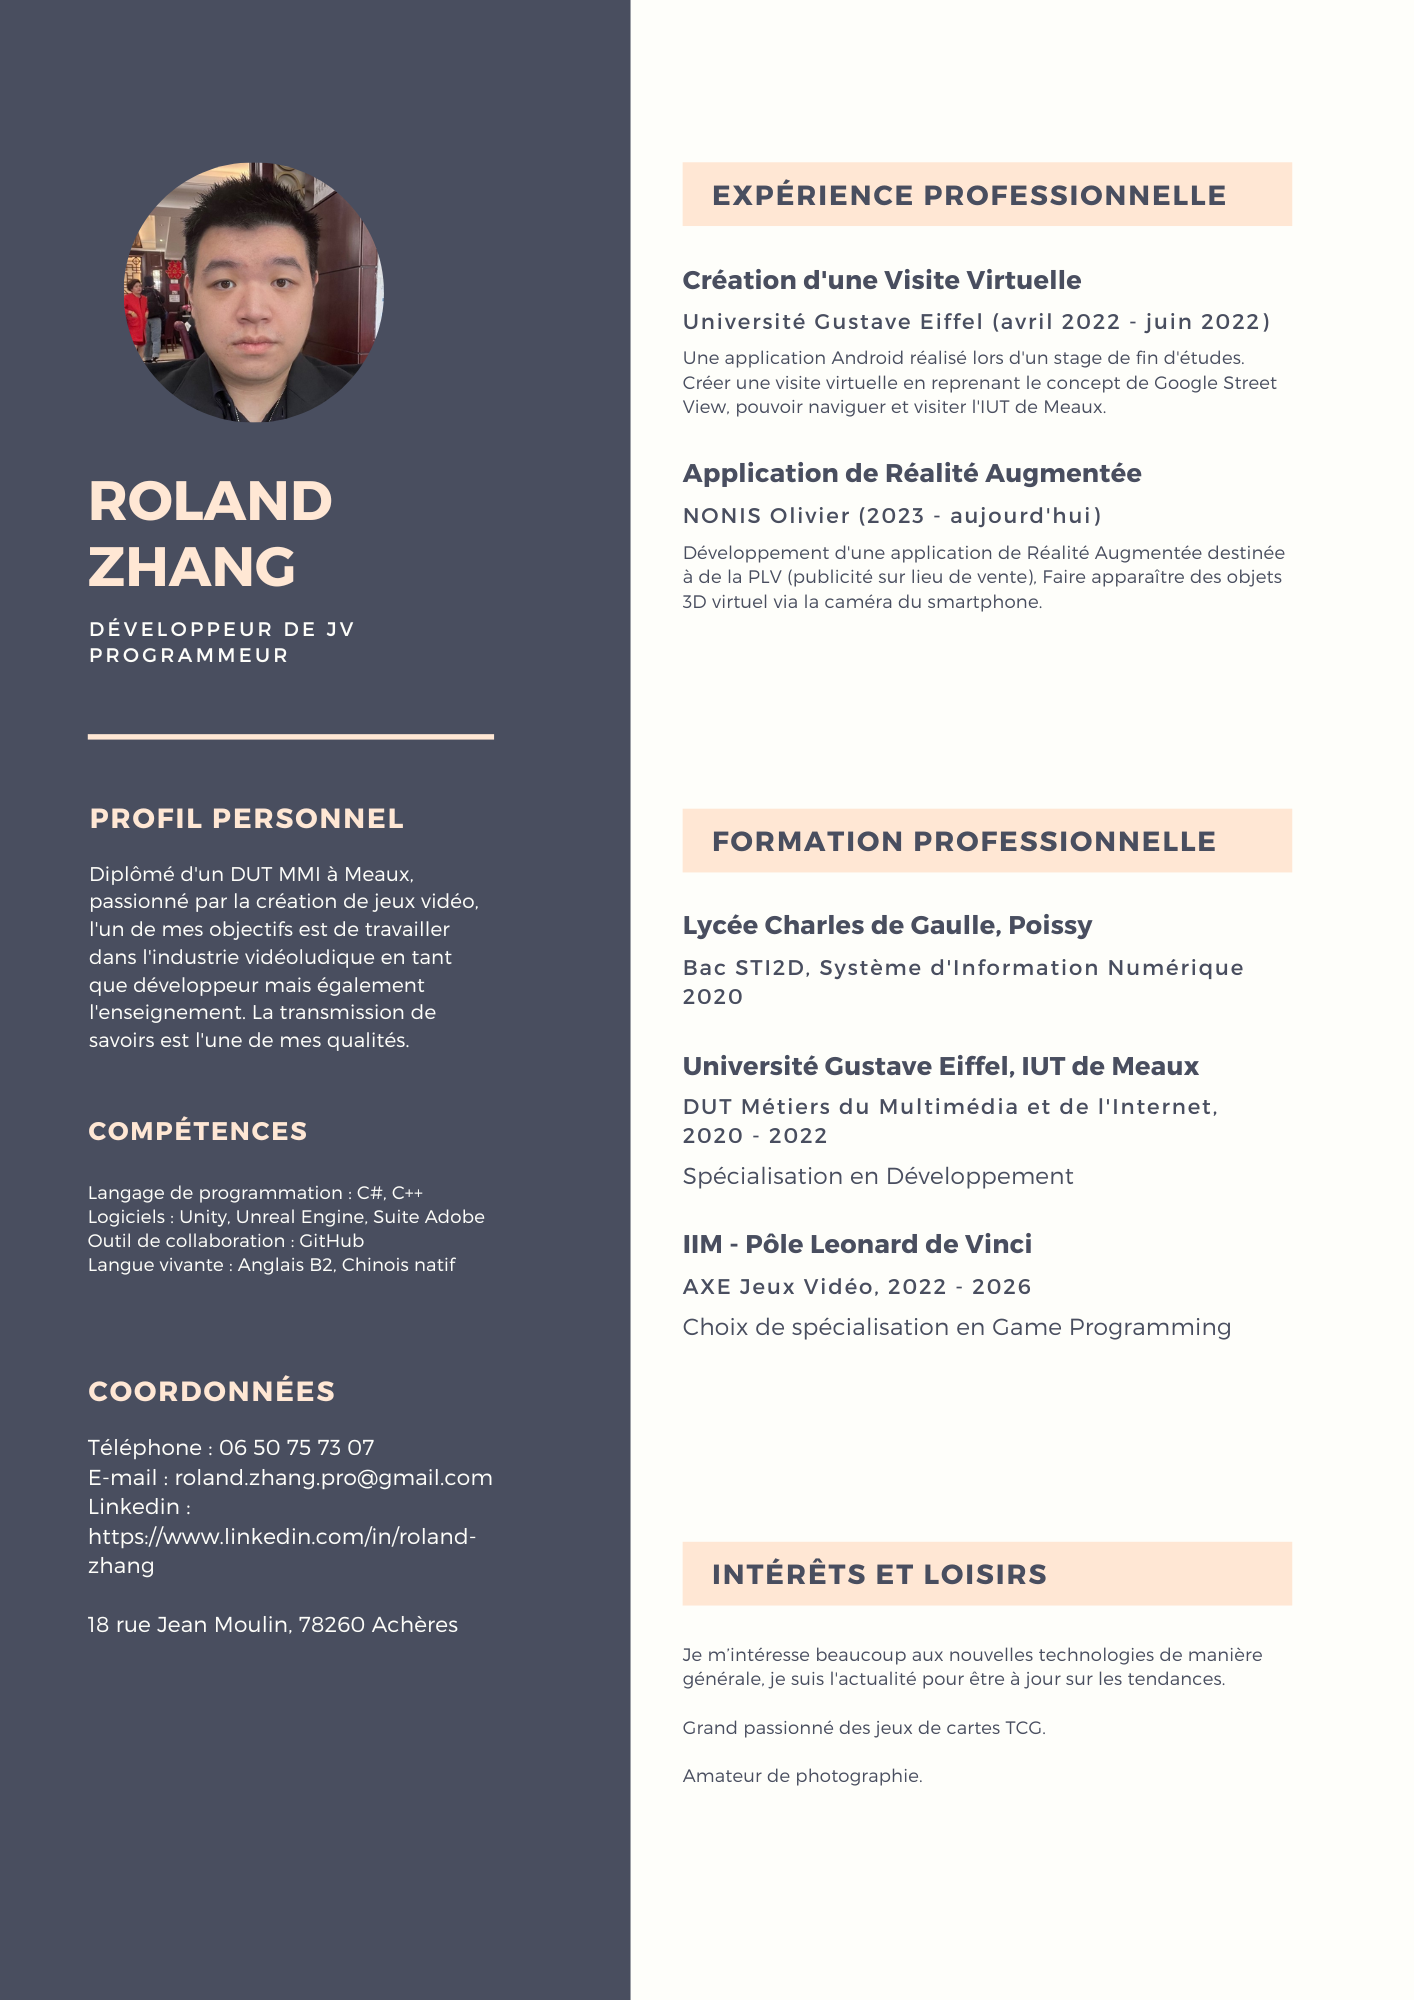 ROLAND
ZHANG
DÉVELOPPEUR DE JV
PROGRAMMEUR
PROFIL PERSONNEL
Diplômé d'un DUT MMI à Meaux,
passionné par la création de jeux vidéo,
l'un de mes objectifs est de travailler
dans l'industrie vidéoludique en tant
que développeur mais également
l'enseignement. La transmission de
savoirs est l'une de mes qualités.
COMPÉTENCES
Langage de programmation : C#, C++
Logiciels : Unity, Unreal Engine, Suite Adobe
Outil de collaboration : GitHub
Langue vivante : Anglais B2, Chinois natif
COORDONNÉES
Téléphone : 06 50 75 73 07
E-mail : roland.zhang.pro@gmail.com
Linkedin :
https://www.linkedin.com/in/roland-
zhang
18 rue Jean Moulin, 78260 Achères
EXPÉRIENCE PROFESSIONNELLE
Création d'une Visite Virtuelle
Université Gustave Eiffel (avril 2022 - juin 2022)
Une application Android réalisé lors d'un stage de fin d'études.
Créer une visite virtuelle en reprenant le concept de Google Street
View, pouvoir naviguer et visiter l'IUT de Meaux.
Application de Réalité Augmentée
NONIS Olivier (2023 - aujourd'hui)
Développement d'une application de Réalité Augmentée destinée
à de la PLV (publicité sur lieu de vente), Faire apparaître des objets
3D virtuel via la caméra du smartphone.
FORMATION PROFESSIONNELLE
Lycée Charles de Gaulle, Poissy
Bac STI2D, Système d'Information Numérique
2020
Université Gustave Eiffel, IUT de Meaux
DUT Métiers du Multimédia et de l'Internet,
2020 - 2022
Spécialisation en Développement
IIM - Pôle Leonard de Vinci
AXE Jeux Vidéo, 2022 - 2026
Choix de spécialisation en Game Programming
INTÉRÊTS ET LOISIRS
Je m’intéresse beaucoup aux nouvelles technologies de manière
générale, je suis l'actualité pour être à jour sur les tendances.
Grand passionné des jeux de cartes TCG.
Amateur de photographie.